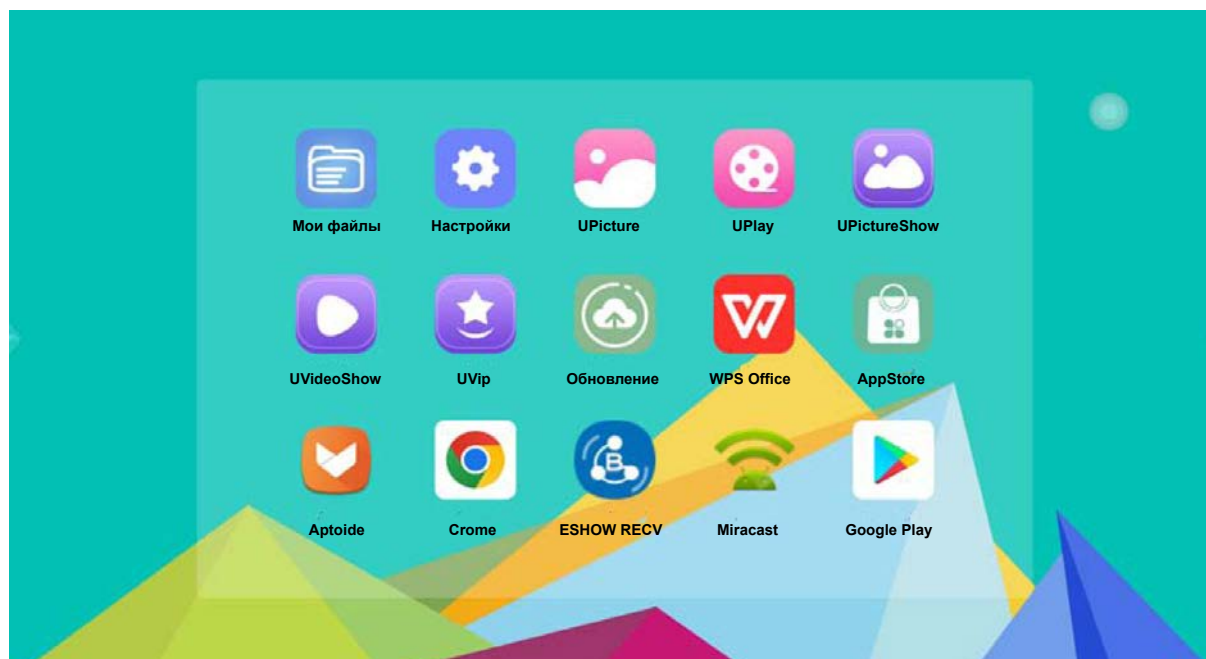 Мои файлы Настройки UPicture UPlay UPictureShow
UVideoShow UVip Обновление WPS Office AppStore
Aptoide Crome ESHOW RECV Miracast Google Play